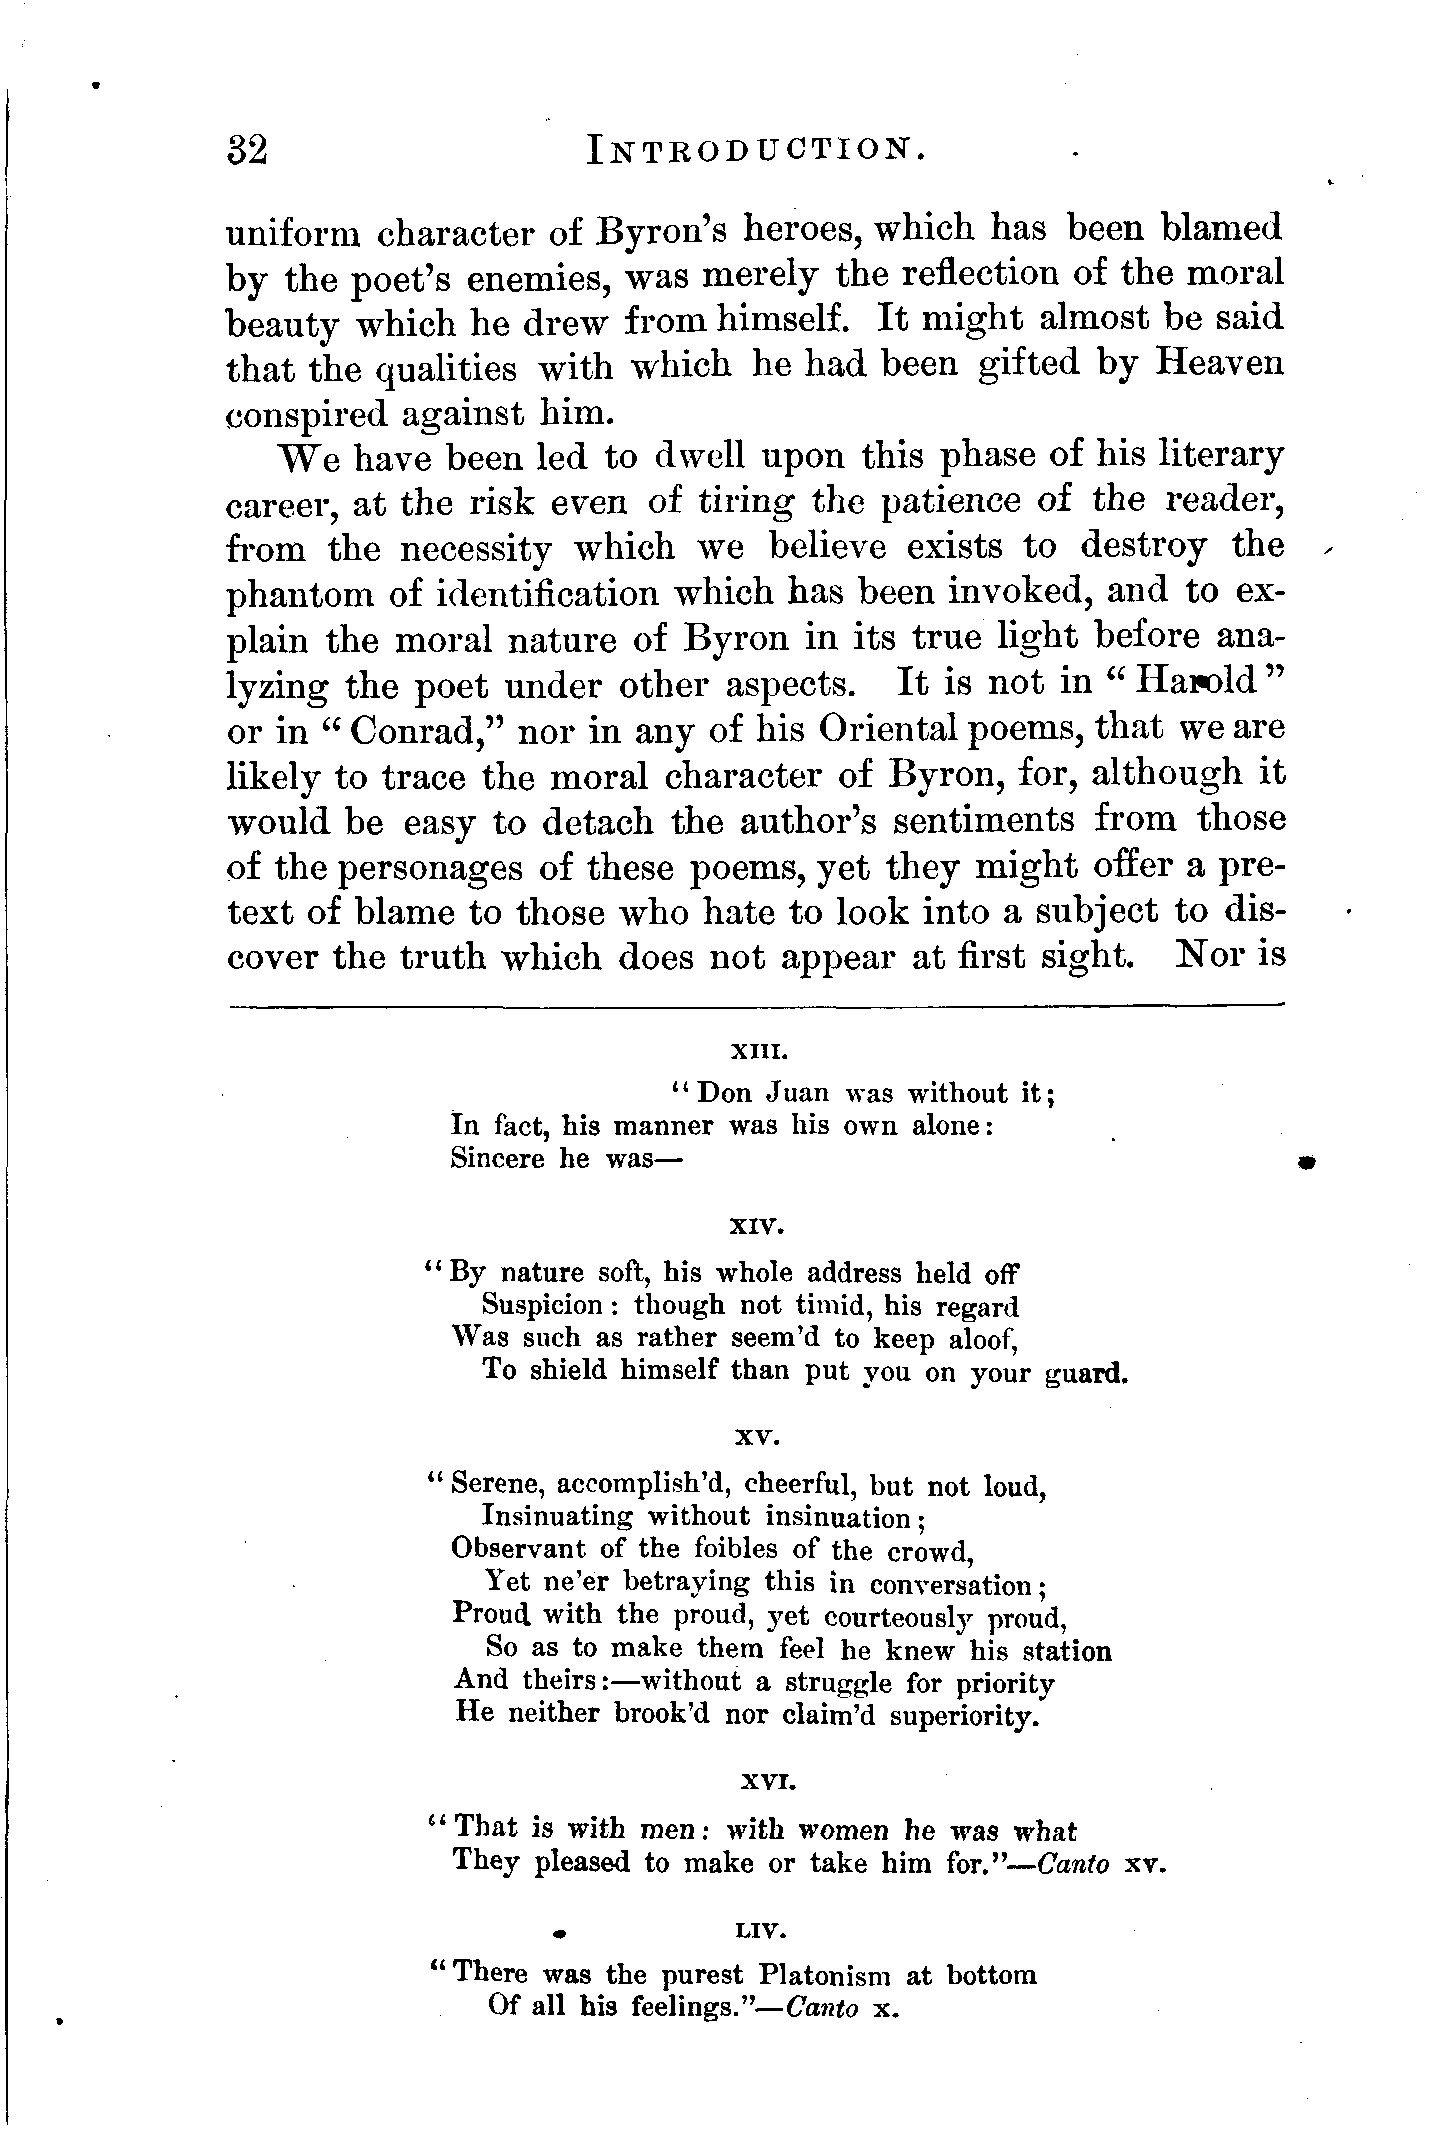 32 INTRODUCTION.
uniform character of Byron's heroes, which has been blamed
by the poet's enemies, was merely the reflection of the moral
beauty which he drew from himself. It might almost be said
that the qualities with which he had been gifted by Heaven
conspired against him.
We have been led to dwell upon this phase of his literary
career, at the risk even of tiring the patience of the reader,
from the necessity which we believe exists to destroy the
phantom of identification which has been invoked, and to ex-
plain the moral nature of Byron in its true light before ana-
lyzing the poet under other aspects. It is not in "Harold"
or in "Conrad," nor in any of his Oriental poems, that we are
likely to trace the moral character of Byron, for, although it
would be easy to detach the author's sentiments from those
of the personages of these poems, yet they might offer a pre-
text of blame to those who hate to look into a subject to dis-
cover the truth which does not appear at first sight. Nor is
XIII.
"Don Juan was without it;
In fact, his manner was his own alone:
Sincere he was—
XIV.
"By nature soft, his whole address held off
Suspicion: though not timid, his regard
Was such as rather seem'd to keep aloof,
To shield himself than put you on your guard.
XV.
"Serene, accomplish'd, cheerful, but not loud,
Insinuating without insinuation;
Observant of the foibles of the crowd,
Yet ne'er betraying this in conversation;
Proud with the proud, yet courteously proud,
So as to make them feel he knew his station
And theirs:—without a struggle for priority
He neither brook'd nor claim'd superiority.
XVI.
"That is with men: with women he was what
They pleased to make or take him for."—Canto XV.
LIV.
"There was the purest Platonism at bottom
Of all his feelings."—Canto X.